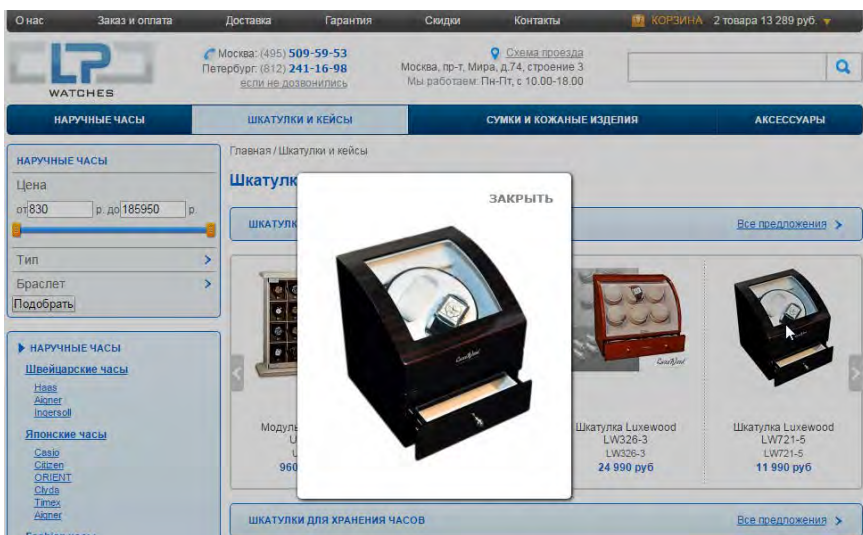 О нас Заказ и оплата Доставка Гарантия Скидки Контакты КОРЗИНА 2 товара 13 289 руб.
CLP
WATCHES
Москва: (495) 509-59-53
Петербург: (812) 241-16-98
если не дозвонились
Схема проезда
Москва, пр-т, Мира, д.74, строение 3
Мы работаем: Пн-Пт, с 10.00-18.00
НАРУЧНЫЕ ЧАСЫ ШКАТУЛКИ И КЕЙСЫ СУМКИ И КОЖАНЫЕ ИЗДЕЛИЯ АКСЕССУАРЫ
НАРУЧНЫЕ ЧАСЫ
Цена
от 830 р. до 185950 р
Тип
Браслет
Подобрать
НАРУЧНЫЕ ЧАСЫ
Швейцарские часы
Haas
Aigner
Ingersoll
Японские часы
Casio
Citizen
ORIENT
Clyda
Timex
Aigner
Главная / Шкатулки и кейсы
Шкатулк
ШКАТУЛК
Все предложения
ЗАКРЫТЬ
LuxeWood
Модуль
U
U
960
LuxeWood
Шкатулка Luxewood
LW326-3
LW326-3
24 990 руб
Шкатулка Luxewood
LW721-5
LW721-5
11 990 руб
ШКАТУЛКИ ДЛЯ ХРАНЕНИЯ ЧАСОВ
Все предложения